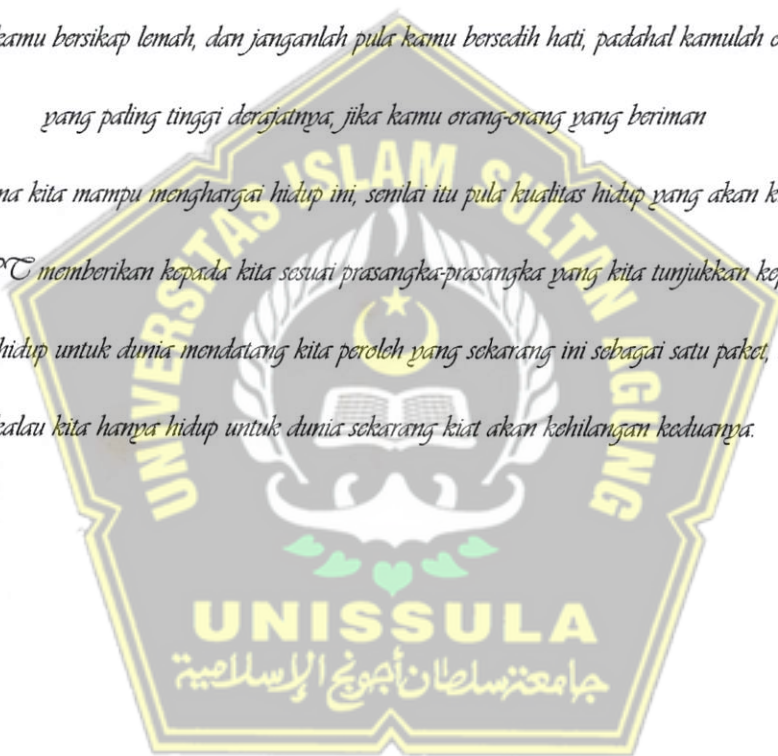 kamu bersikap lemah, dan janganlah pula kamu bersedih hati, padahal kamulah
yang paling tinggi derajatnya, jika kamu orang-orang yang beriman
kita mampu menghargai hidup ini, senilai itu pula kualitas hidup yang akan
memberikan kepada kita sesuai prasangka-prasangka yang kita tunjukkan
hidup untuk dunia mendatang kita peroleh yang sekarang ini sebagai satu paket,
kalau kita hanya hidup untuk dunia sekarang kiat akan kehilangan keduanya.
UNIVERSITAS ISLAM SULTAN AGUNG
UNISSULA
جامعة سلطان أجونج الإسلامية